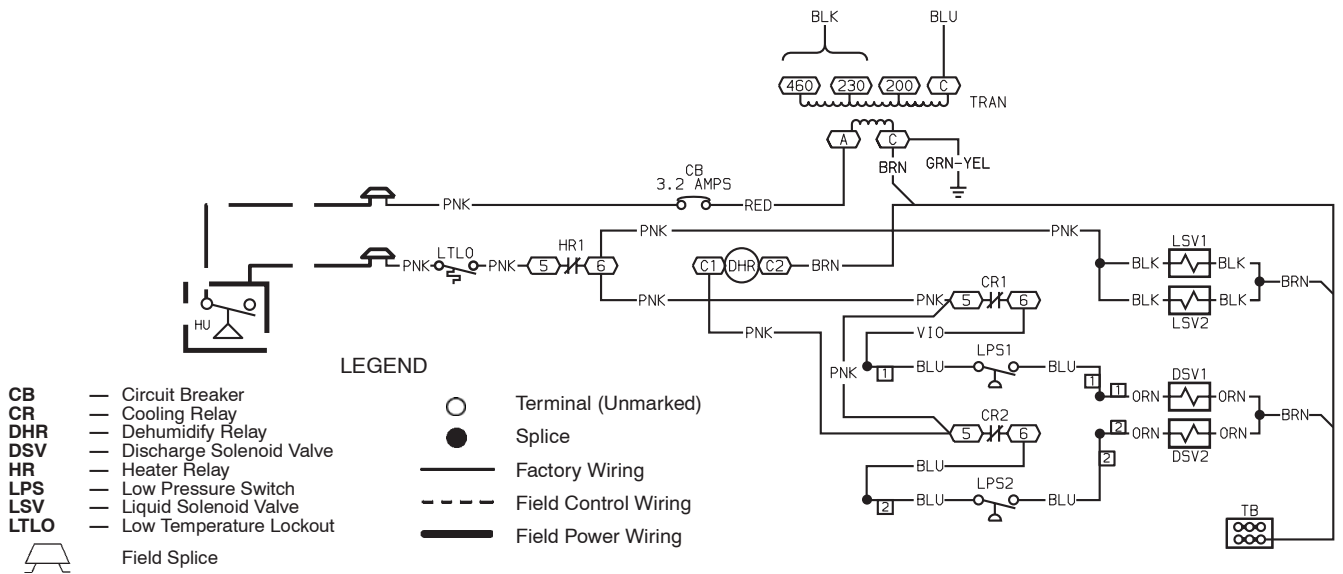 BLK BLU
460 230 200 C
TRAN
A C
BRN GRN-YEL
CB
3.2 AMPS
PNK RED
PNK PNK
LTLO HR1
PNK PNK 5 6 C1 DHR C2 BRN
LSV1
BLK BLK
BRN
BLK BLK
LSV2
CR1
PNK PNK 5 6
HU
PNK VIO
LPS1
PNK 1 BLU BLU 1 1 ORN DSV1 ORN
BRN
CR2
5 6 2 ORN ORN
DSV2
BLU 2
LPS2
2 BLU BLU
TB
LEGEND
CB — Circuit Breaker
CR — Cooling Relay
DHR — Dehumidify Relay
DSV — Discharge Solenoid Valve
HR — Heater Relay
LPS — Low Pressure Switch
LSV — Liquid Solenoid Valve
LTLO — Low Temperature Lockout
Field Splice
Terminal (Unmarked)
Splice
Factory Wiring
Field Control Wiring
Field Power Wiring